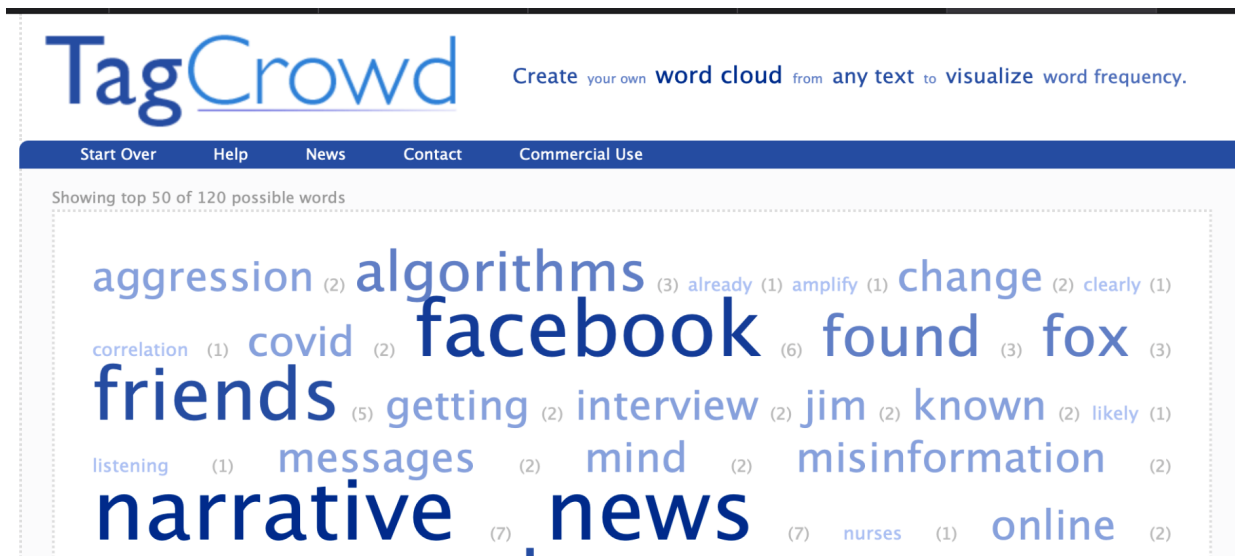 TagCrowd
Create your own word cloud from any text to visualize word frequency.
Start Over Help News Contact Commercial Use
Showing top 50 of 120 possible words
aggression (2) algorithms (3) already (1) amplify (1) change (2) clearly (1)
correlation (1) covid (2) facebook (6) found (3) fox (3)
friends (5) getting (2) interview (2) jim (2) known (2) likely (1)
listening (1) messages (2) mind (2) misinformation (2)
narrative (7) news (7) nurses (1) online (2)